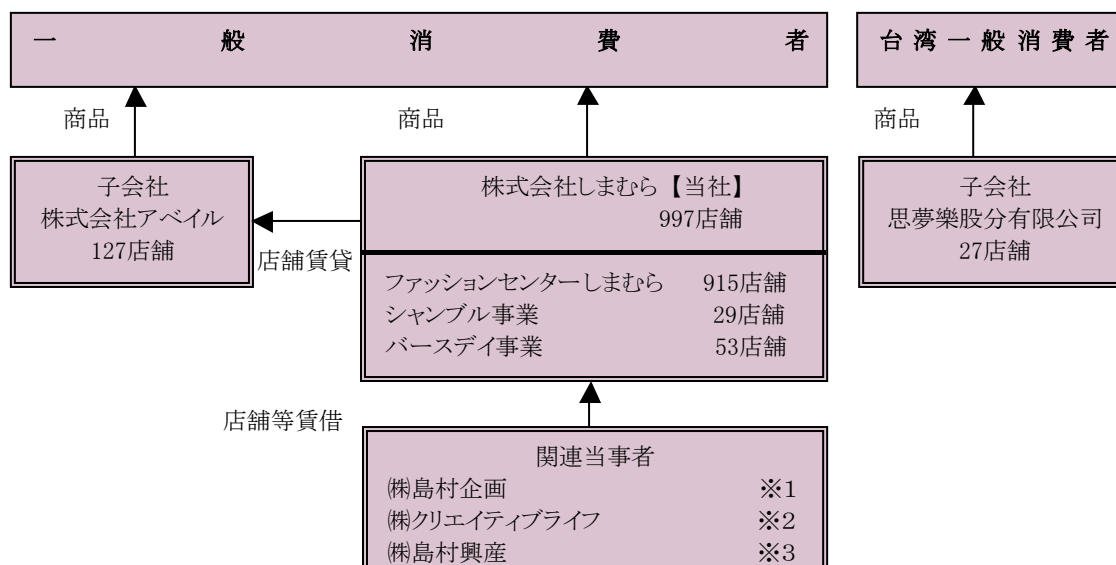 一般消費者
台湾一般消費者
商品
商品
商品
子会社
株式会社アベイル
127店舗
店舗賃貸
株式会社しまむら【当社】
997店舗
ファッションセンターしまむら 915店舗
シャンブル事業 29店舗
バースデイ事業 53店舗
子会社
思夢樂股分有限公司
27店舗
店舗等賃借
関連当事者
㈱島村企画 ※1
㈱クリエイティブライフ ※2
㈱島村興産 ※3